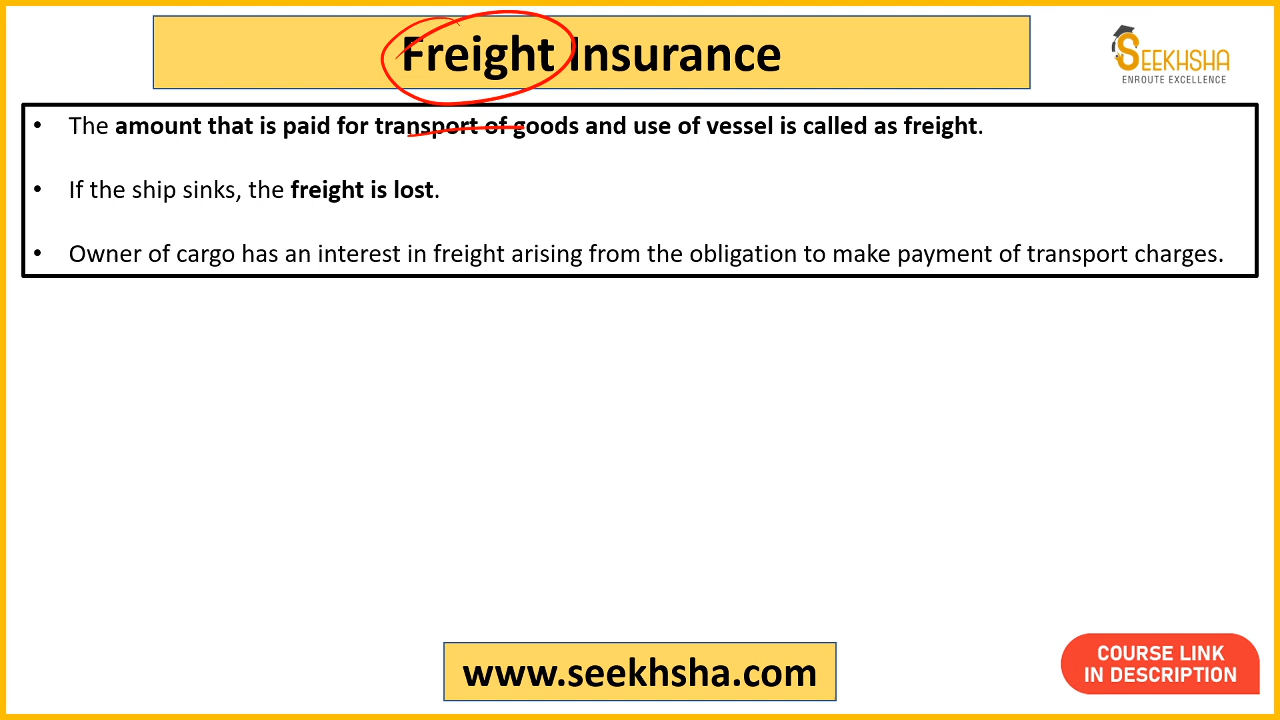 Freight Insurance
SEEKHSHA
ENROUTE EXCELLENCE
• The amount that is paid for transport of goods and use of vessel is called as freight.
• If the ship sinks, the freight is lost.
• Owner of cargo has an interest in freight arising from the obligation to make payment of transport charges.
www.seekhsha.com
COURSE LINK
IN DESCRIPTION